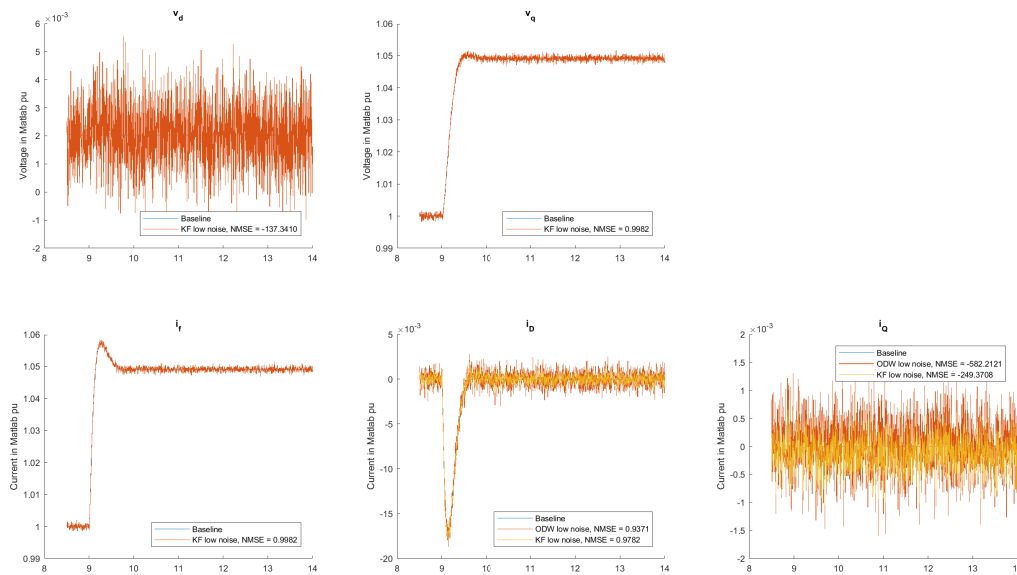 v_d
×10^-3
Voltage in Matlab pu
6
5
4
3
2
1
0
-1
-2
8 9 10 11 12 13 14
Baseline
KF low noise, NMSE = -137.3410
v_q
Voltage in Matlab pu
1.06
1.05
1.04
1.03
1.02
1.01
1
0.99
8 9 10 11 12 13 14
Baseline
KF low noise, NMSE = 0.9982
i_f
Current in Matlab pu
1.06
1.05
1.04
1.03
1.02
1.01
1
0.99
8 9 10 11 12 13 14
Baseline
KF low noise, NMSE = 0.9982
i_D
×10^-3
Current in Matlab pu
5
0
-5
-10
-15
-20
8 9 10 11 12 13 14
Baseline
ODW low noise, NMSE = 0.9371
KF low noise, NMSE = 0.9782
i_Q
×10^-3
Current in Matlab pu
2
1.5
1
0.5
0
-0.5
-1
-1.5
-2
Baseline
ODW low noise, NMSE = -582.2121
KF low noise, NMSE = -249.3708
8 9 10 11 12 13